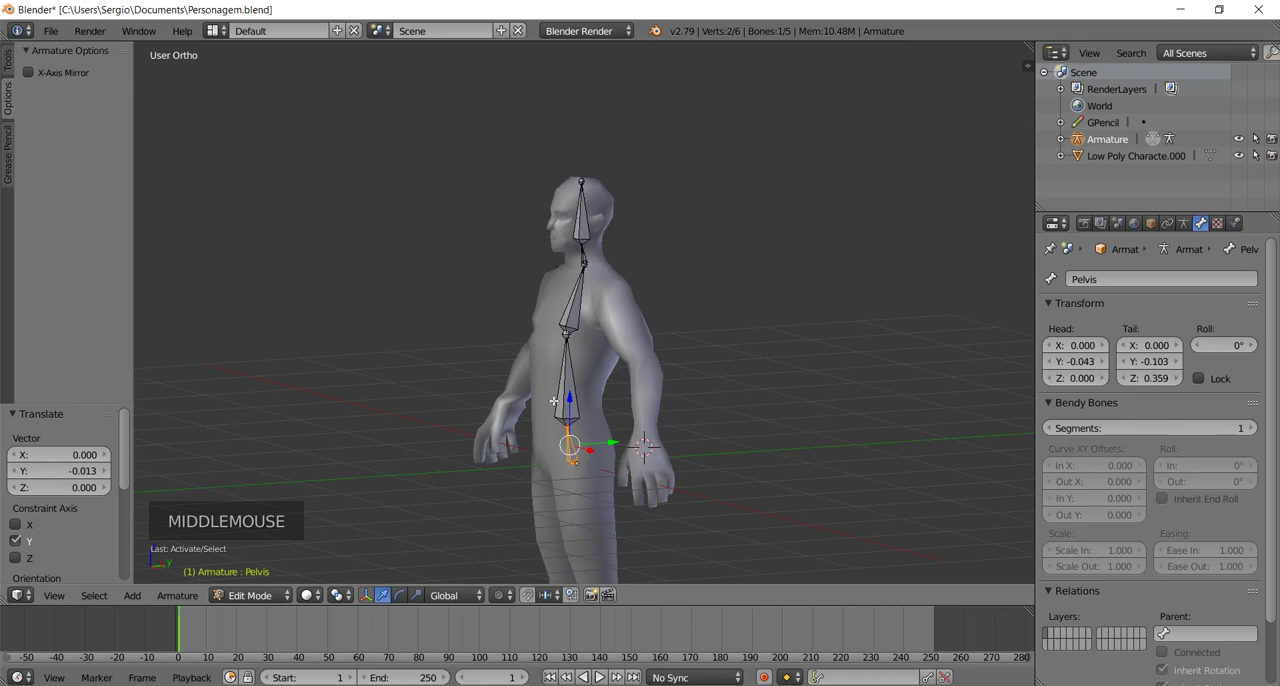 Blender* [C:\Users\Sergio\Documents\Personagem.blend]
File Render Window Help Default Scene Blender Render v2.79 | Verts:2/6 | Bones:1/5 | Mem:10.48M | Armature
Armature Options
X-Axis Mirror
Tools
Options
Grease Pencil
User Ortho
View Search All Scenes
Scene
RenderLayers
World
GPencil
Armature
Low Poly Characte.000
Armat Armat Pelv
Pelvis
Transform
Head: Tail: Roll:
X: 0.000 X: 0.000 0°
Y: -0.043 Y: -0.103
Z: 0.000 Z: 0.359 Lock
Bendy Bones
Segments: 1
Curve XY Offsets: Roll:
In X: 0.000 In: 0°
Out X: 0.000 Out: 0°
In Y: 0.000 Inherit End Roll
Out Y: 0.000
Scale: Easing:
Scale In: 1.000 Ease In: 1.000
Scale Out: 1.000 Ease Out: 1.000
Relations
Layers: Parent:
Connected
Inherit Rotation
Translate
Vector
X: 0.000
Y: -0.013
Z: 0.000
Constraint Axis
X
Y
Z
Orientation
MIDDLEMOUSE
Last: Activate/Select
y
(1) Armature : Pelvis
View Select Add Armature Edit Mode Global
-50 -40 -30 -20 -10 0 10 20 30 40 50 60 70 80 90 100 110 120 130 140 150 160 170 180 190 200 210 220 230 240 250 260 270 280
View Marker Frame Playback Start: 1 End: 250 1 No Sync